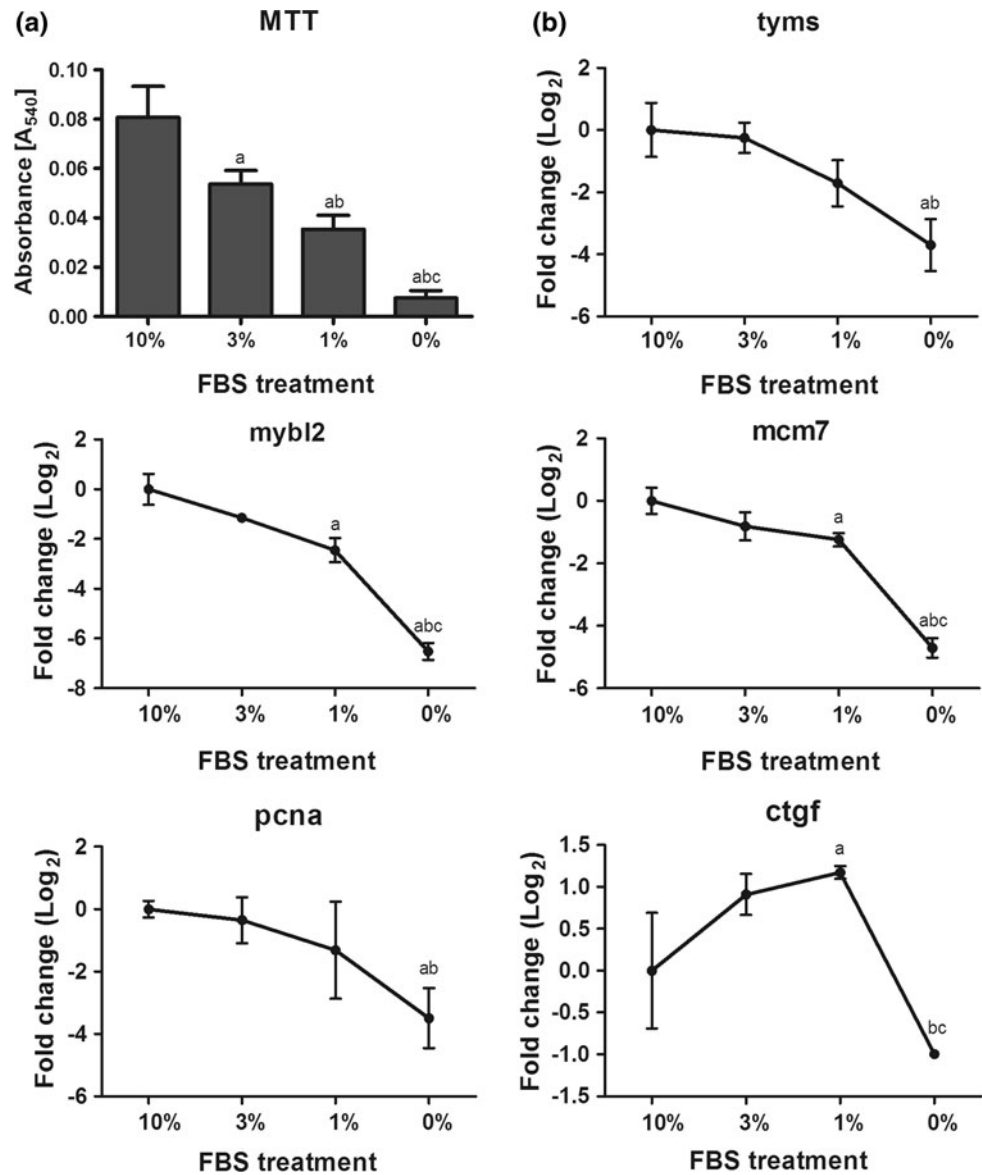 (a)
MTT
Absorbance [A540]
0.10
0.08
0.06
0.04
0.02
0.00
a
ab
abc
10% 3% 1% 0%
FBS treatment
(b)
tyms
Fold change (Log2)
2
0
-2
-4
-6
ab
10% 3% 1% 0%
FBS treatment
mybl2
Fold change (Log2)
2
0
-2
-4
-6
-8
a
abc
10% 3% 1% 0%
FBS treatment
mcm7
Fold change (Log2)
2
0
-2
-4
-6
a
abc
10% 3% 1% 0%
FBS treatment
pcna
Fold change (Log2)
2
0
-2
-4
-6
ab
10% 3% 1% 0%
FBS treatment
ctgf
Fold change (Log2)
1.5
1.0
0.5
0.0
-0.5
-1.0
-1.5
a
bc
10% 3% 1% 0%
FBS treatment